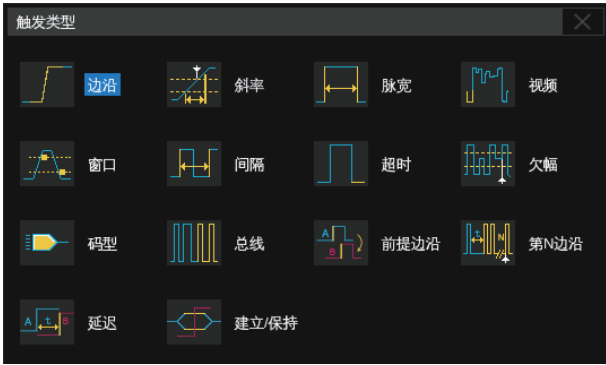 触发类型
边沿 斜率 脉宽 视频
窗口 间隔 超时 欠幅
码型 总线 A B 前提边沿 t N 第N边沿
A t B 延迟 建立/保持